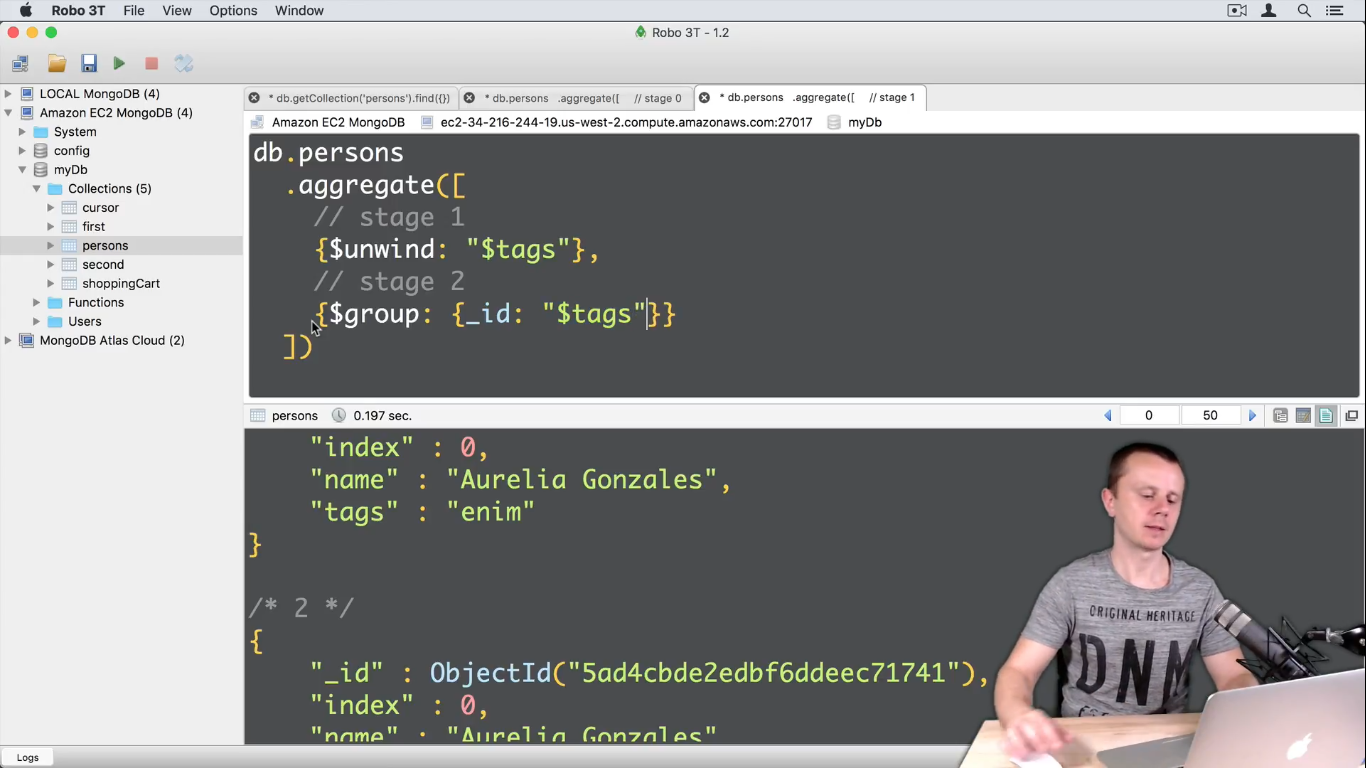 Robo 3T File View Options Window
Robo 3T - 1.2
LOCAL MongoDB (4)
Amazon EC2 MongoDB (4)
System
config
myDb
Collections (5)
cursor
first
persons
second
shoppingCart
Functions
Users
MongoDB Atlas Cloud (2)
* db.getCollection('persons').find({}) * db.persons .aggregate([ // stage 0 * db.persons .aggregate([ // stage 1
Amazon EC2 MongoDB ec2-34-216-244-19.us-west-2.compute.amazonaws.com:27017 myDb
db.persons
.aggregate([
// stage 1
{$unwind: "$tags"},
// stage 2
{$group: {_id: "$tags"}}
])
persons 0.197 sec. 0 50
"index" : 0,
"name" : "Aurelia Gonzales",
"tags" : "enim"
}
/* 2 */
{
"_id" : ObjectId("5ad4cbde2edbf6ddeec71741"),
"index" : 0,
"name" : "Aurelia Gonzales"
ORIGINAL HERITAGE
DNM
Logs